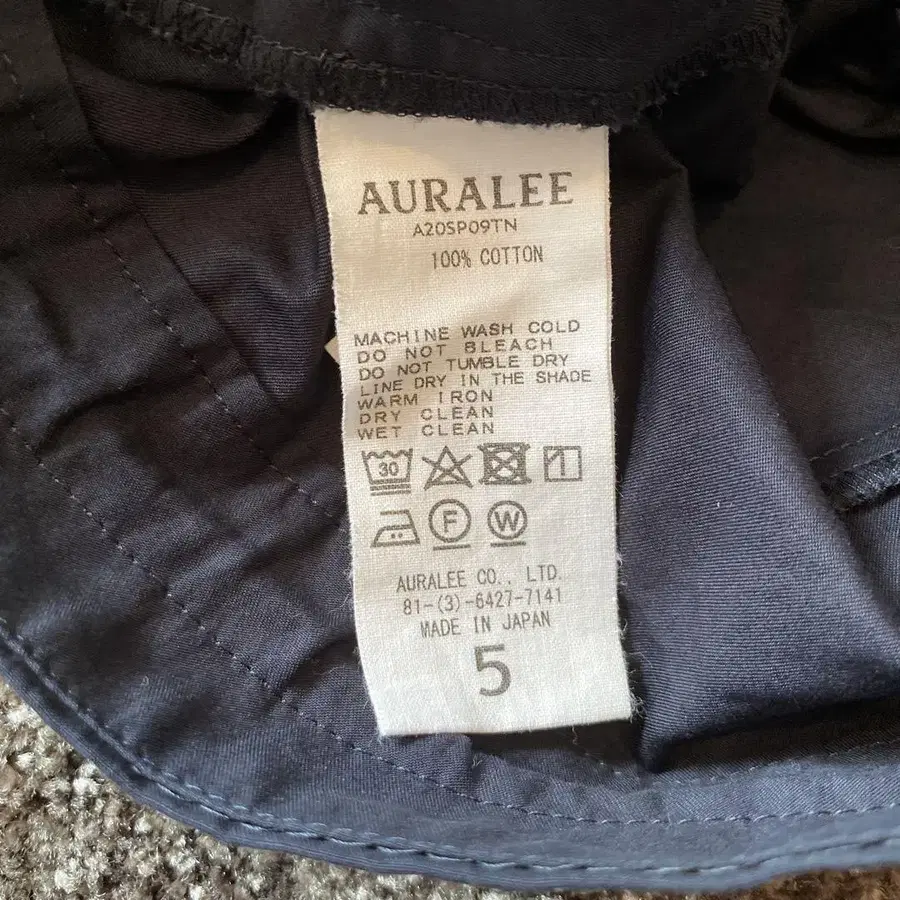 AURALEE
A20SP09TN
100% COTTON
MACHINE WASH COLD
DO NOT BLEACH
DO NOT TUMBLE DRY
LINE DRY IN THE SHADE
WARM IRON
DRY CLEAN
WET CLEAN
30
F W
AURALEE CO., LTD.
81-(3)-6427-7141
MADE IN JAPAN
5